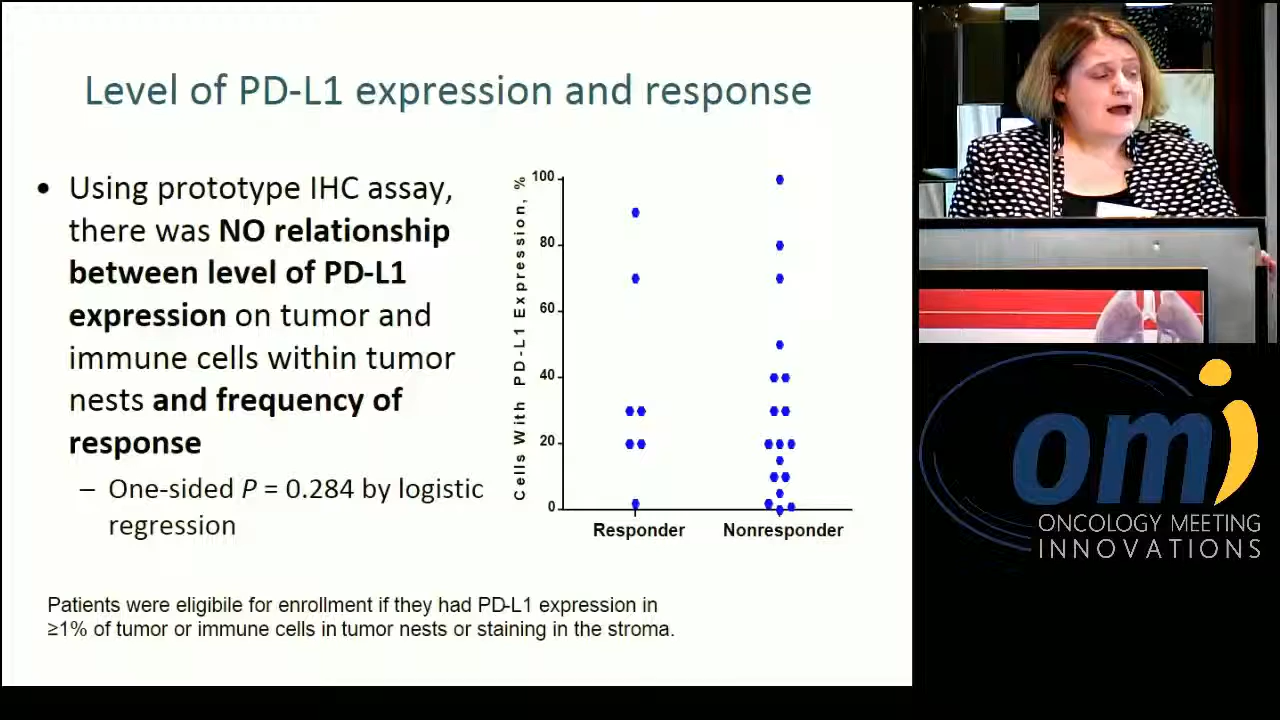 Level of PD-L1 expression and response
• Using prototype IHC assay,
there was NO relationship
between level of PD-L1
expression on tumor and
immune cells within tumor
nests and frequency of
response
– One-sided P = 0.284 by logistic
regression
Cells With PD-L1 Expression, %
100
80
60
40
20
0
Responder
Nonresponder
Patients were eligibile for enrollment if they had PD-L1 expression in
≥1% of tumor or immune cells in tumor nests or staining in the stroma.
omi
ONCOLOGY MEETING
INNOVATIONS